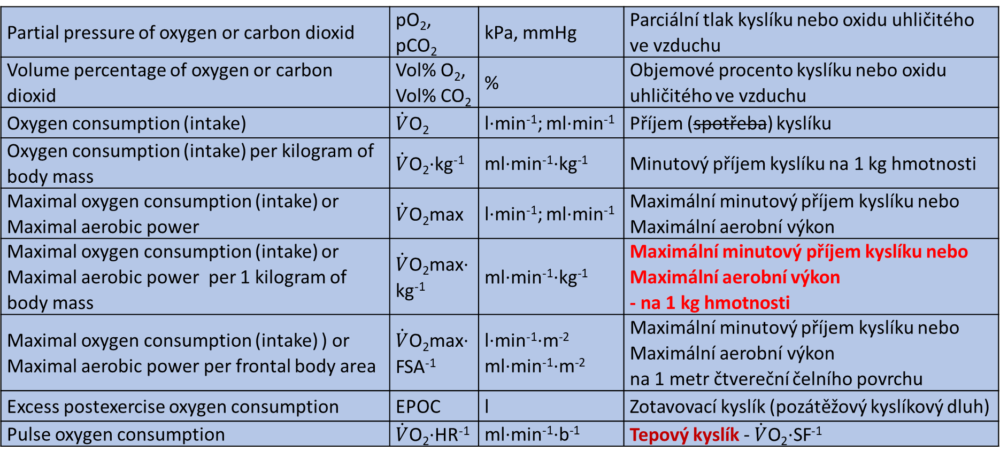 Partial pressure of oxygen or carbon dioxid
pO₂,
pCO₂
kPa, mmHg
Parciální tlak kyslíku nebo oxidu uhličitého
ve vzduchu
Volume percentage of oxygen or carbon
dioxid
Vol% O₂,
Vol% CO₂
%
Objemové procento kyslíku nebo oxidu
uhličitého ve vzduchu
Oxygen consumption (intake)
V̇O₂
l·min⁻¹; ml·min⁻¹
Příjem (spotřeba) kyslíku
Oxygen consumption (intake) per kilogram of
body mass
V̇O₂·kg⁻¹
ml·min⁻¹·kg⁻¹
Minutový příjem kyslíku na 1 kg hmotnosti
Maximal oxygen consumption (intake) or
Maximal aerobic power
V̇O₂max
l·min⁻¹; ml·min⁻¹
Maximální minutový příjem kyslíku nebo
Maximální aerobní výkon
Maximal oxygen consumption (intake) or
Maximal aerobic power per 1 kilogram of
body mass
V̇O₂max·
kg⁻¹
ml·min⁻¹·kg⁻¹
Maximální minutový příjem kyslíku nebo
Maximální aerobní výkon
- na 1 kg hmotnosti
Maximal oxygen consumption (intake) ) or
Maximal aerobic power per frontal body area
V̇O₂max·
FSA⁻¹
l·min⁻¹·m⁻²
ml·min⁻¹·m⁻²
Maximální minutový příjem kyslíku nebo
Maximální aerobní výkon
na 1 metr čtvereční čelního povrchu
Excess postexercise oxygen consumption
EPOC
l
Zotavovací kyslík (pozátěžový kyslíkový dluh)
Pulse oxygen consumption
V̇O₂·HR⁻¹
ml·min⁻¹·b⁻¹
Tepový kyslík - V̇O₂·SF⁻¹